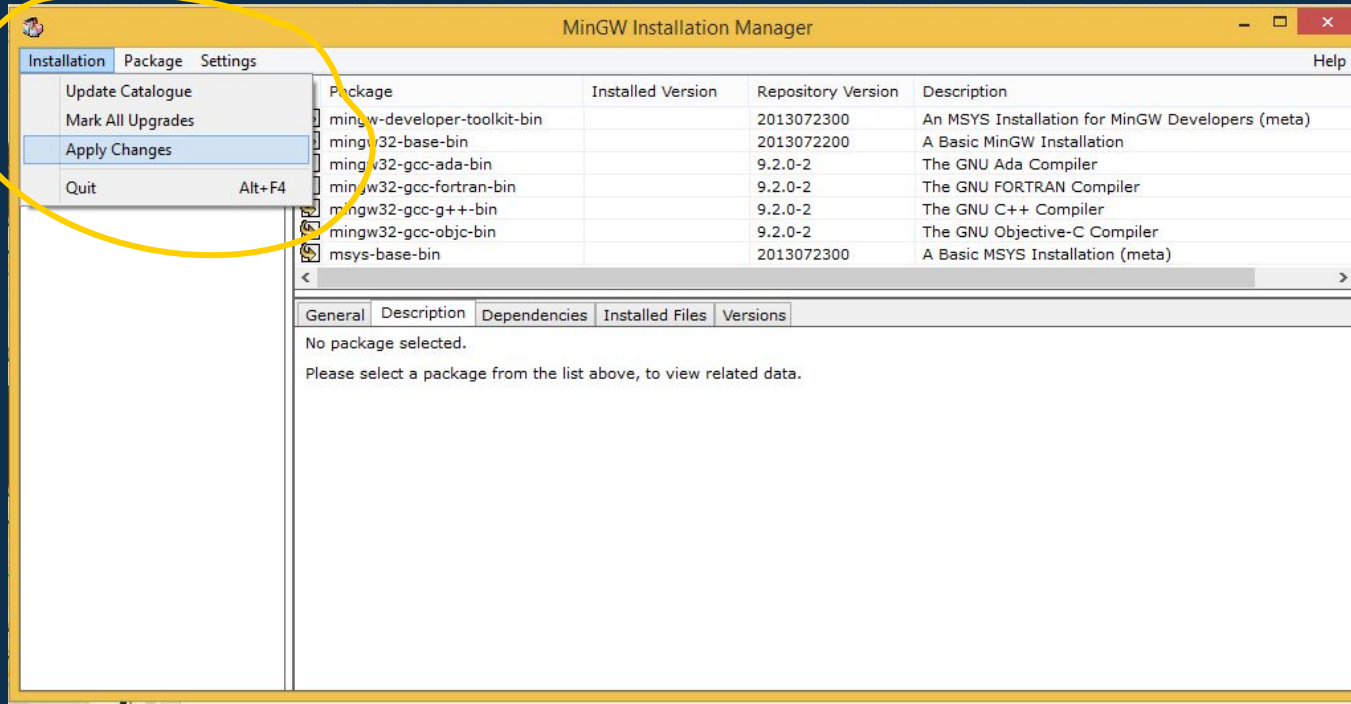 MinGW Installation Manager
Installation Package Settings Help
Update Catalogue
Mark All Upgrades
Apply Changes
Quit Alt+F4
Package Installed Version Repository Version Description
mingw-developer-toolkit-bin 2013072300 An MSYS Installation for MinGW Developers (meta)
mingw32-base-bin 2013072200 A Basic MinGW Installation
mingw32-gcc-ada-bin 9.2.0-2 The GNU Ada Compiler
mingw32-gcc-fortran-bin 9.2.0-2 The GNU FORTRAN Compiler
mingw32-gcc-g++-bin 9.2.0-2 The GNU C++ Compiler
mingw32-gcc-objc-bin 9.2.0-2 The GNU Objective-C Compiler
msys-base-bin 2013072300 A Basic MSYS Installation (meta)
General Description Dependencies Installed Files Versions
No package selected.
Please select a package from the list above, to view related data.